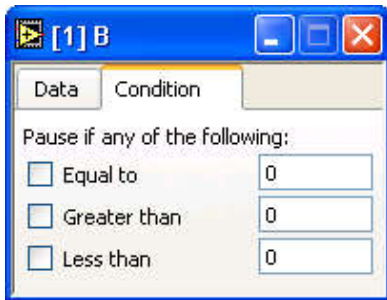 [1] B
Data Condition
Pause if any of the following:
Equal to 0
Greater than 0
Less than 0